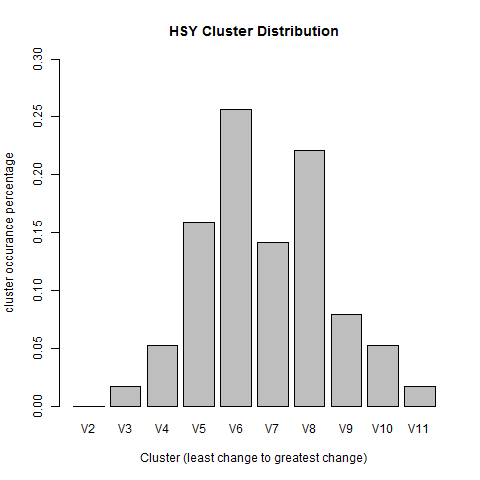 HSY Cluster Distribution
cluster occurance percentage
0.30
0.25
0.20
0.15
0.10
0.05
0.00
V2 V3 V4 V5 V6 V7 V8 V9 V10 V11
Cluster (least change to greatest change)